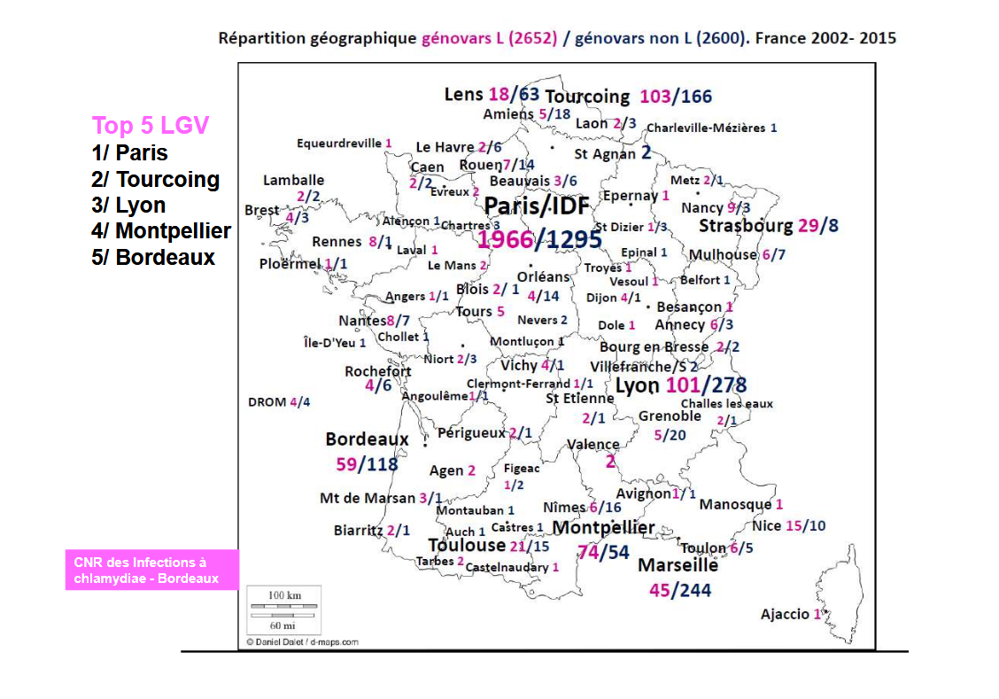 Répartition géographique génovars L (2652) / génovars non L (2600). France 2002- 2015
Top 5 LGV
1/ Paris
2/ Tourcoing
3/ Lyon
4/ Montpellier
5/ Bordeaux
Lens 18/63
Tourcoing 103/166
Amiens 5/18
Laon 2/3
Charleville-Mézières 1
Equeurdreville 1
Le Havre 2/6
St Agnan 2
Caen
2/2
Rouen7/14
Evreux 2
Beauvais 3/6
Lamballe
2/2
Metz 2/1
Epernay 1
Nancy 9/3
Brest
4/3
Paris/IDF
1966/1295
Alençon 1
Chartres 3
St Dizier 1/3
Strasbourg 29/8
Rennes 8/1
Laval 1
Epinal 1
Mulhouse 6/7
Ploërmel 1/1
Le Mans 2
Troyes 1
Orléans
4/14
Vesoul 1
Belfort 1
Angers 1/1
Blois 2/ 1
Dijon 4/1
Besançon 1
Tours 5
Nevers 2
Nantes8/7
Dole 1
Annecy 6/3
Île-D'Yeu 1
Chollet 1
Montluçon 1
Bourg en Bresse 2/2
Niort 2/3
Vichy 4/1
Villefranche/S 2
Rochefort
4/6
Clermont-Ferrand 1/1
Lyon 101/278
Angoulême1/1
St Etienne
2/1
Challes les eaux
2/1
DROM 4/4
Grenoble
5/20
Périgueux 2/1
Bordeaux
59/118
Valence
2
Agen 2
Figeac
1/2
Mt de Marsan 3/1
Avignon1/ 1
Manosque 1
Montauban 1
Nîmes 6/16
Biarritz 2/1
Auch 1
Castres 1
Montpellier
74/54
Nice 15/10
Toulouse 21/15
Toulon 6/5
Tarbes 2
Castelnaudary 1
Marseille
45/244
Ajaccio 1
CNR des Infections à
chlamydiae - Bordeaux
100 km
60 mi
© Daniel Dalet / d-maps.com